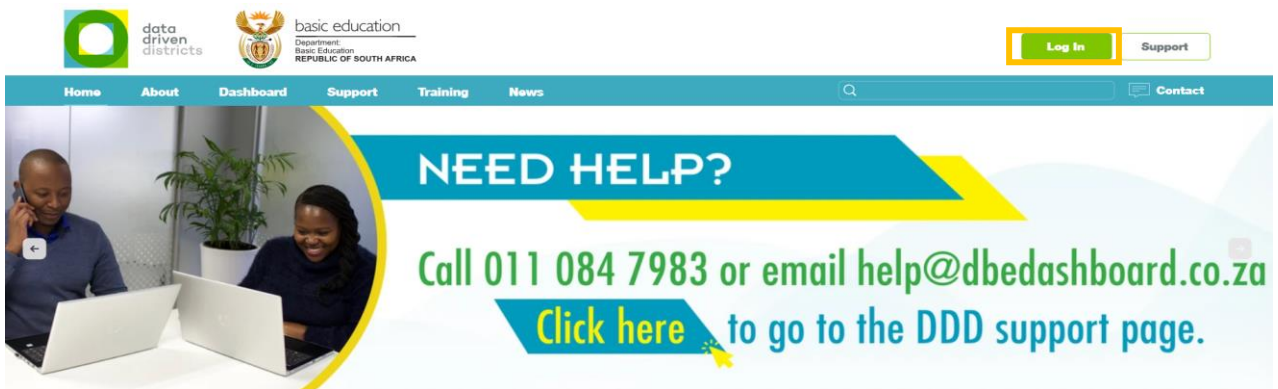 data
driven
districts
basic education
Department:
Basic Education
REPUBLIC OF SOUTH AFRICA
Log In
Support
Home About Dashboard Support Training News
Contact
NEED HELP?
Call 011 084 7983 or email help@dbedashboard.co.za
Click here to go to the DDD support page.